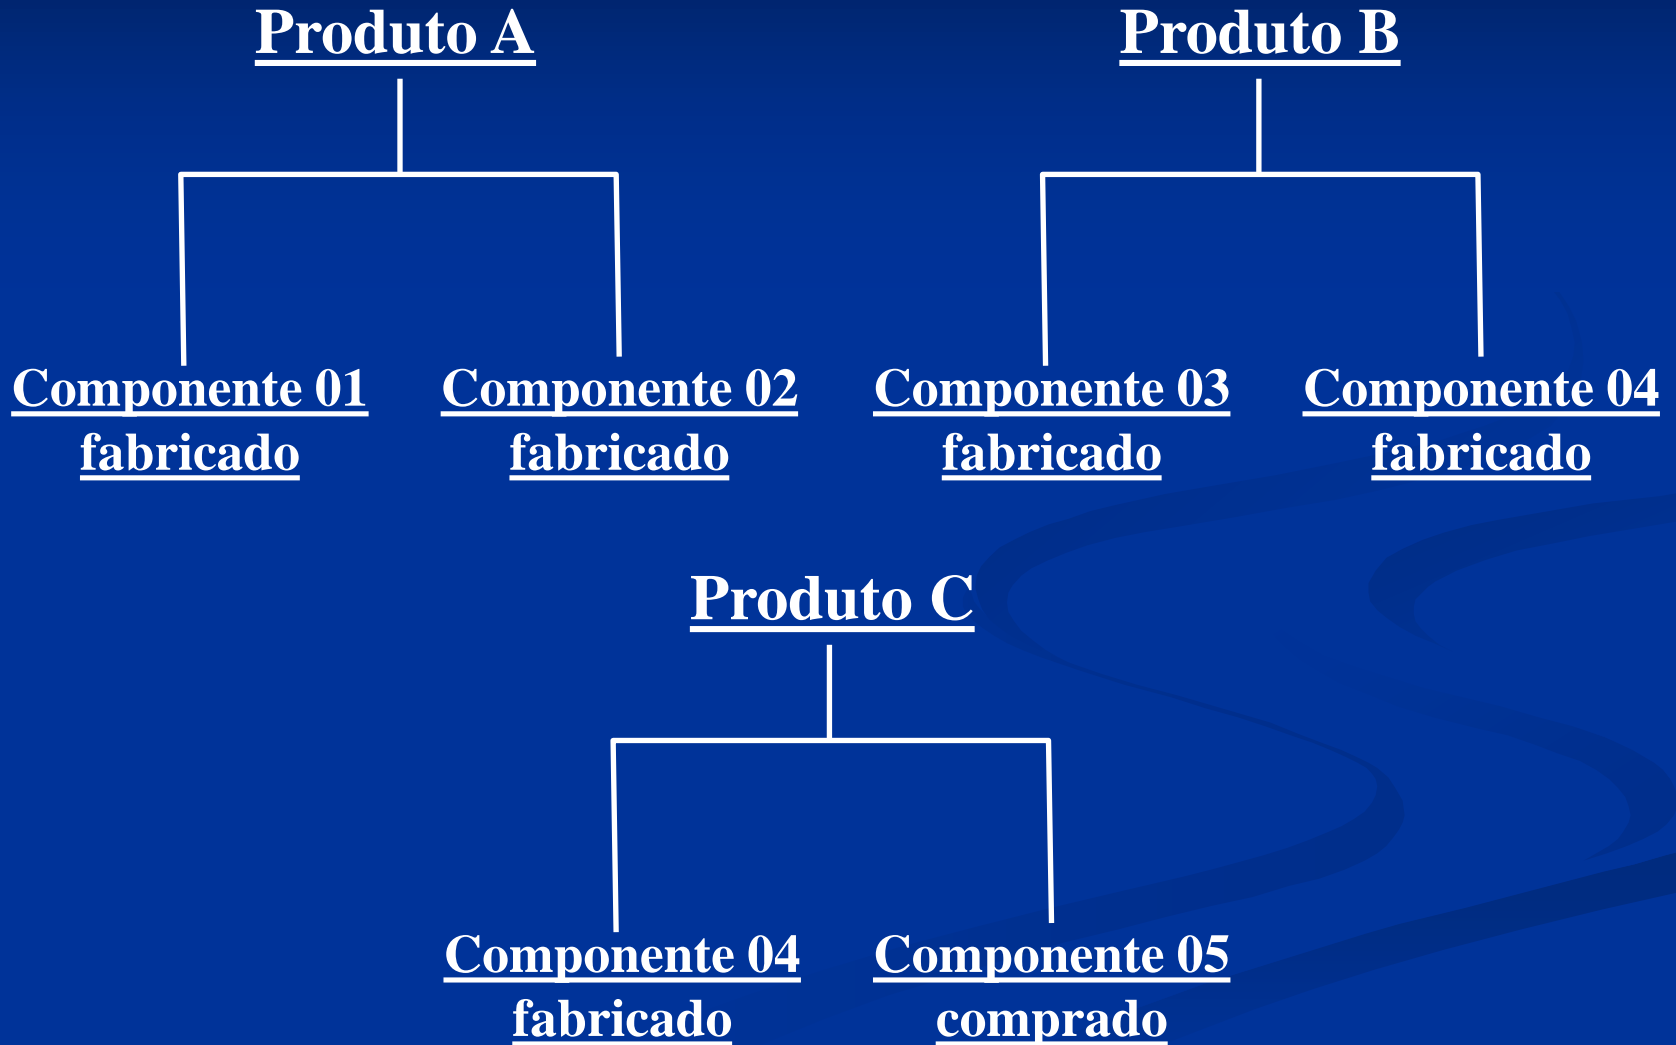 Produto A
Produto B
Componente 01
fabricado
Componente 02
fabricado
Componente 03
fabricado
Componente 04
fabricado
Produto C
Componente 04
fabricado
Componente 05
comprado